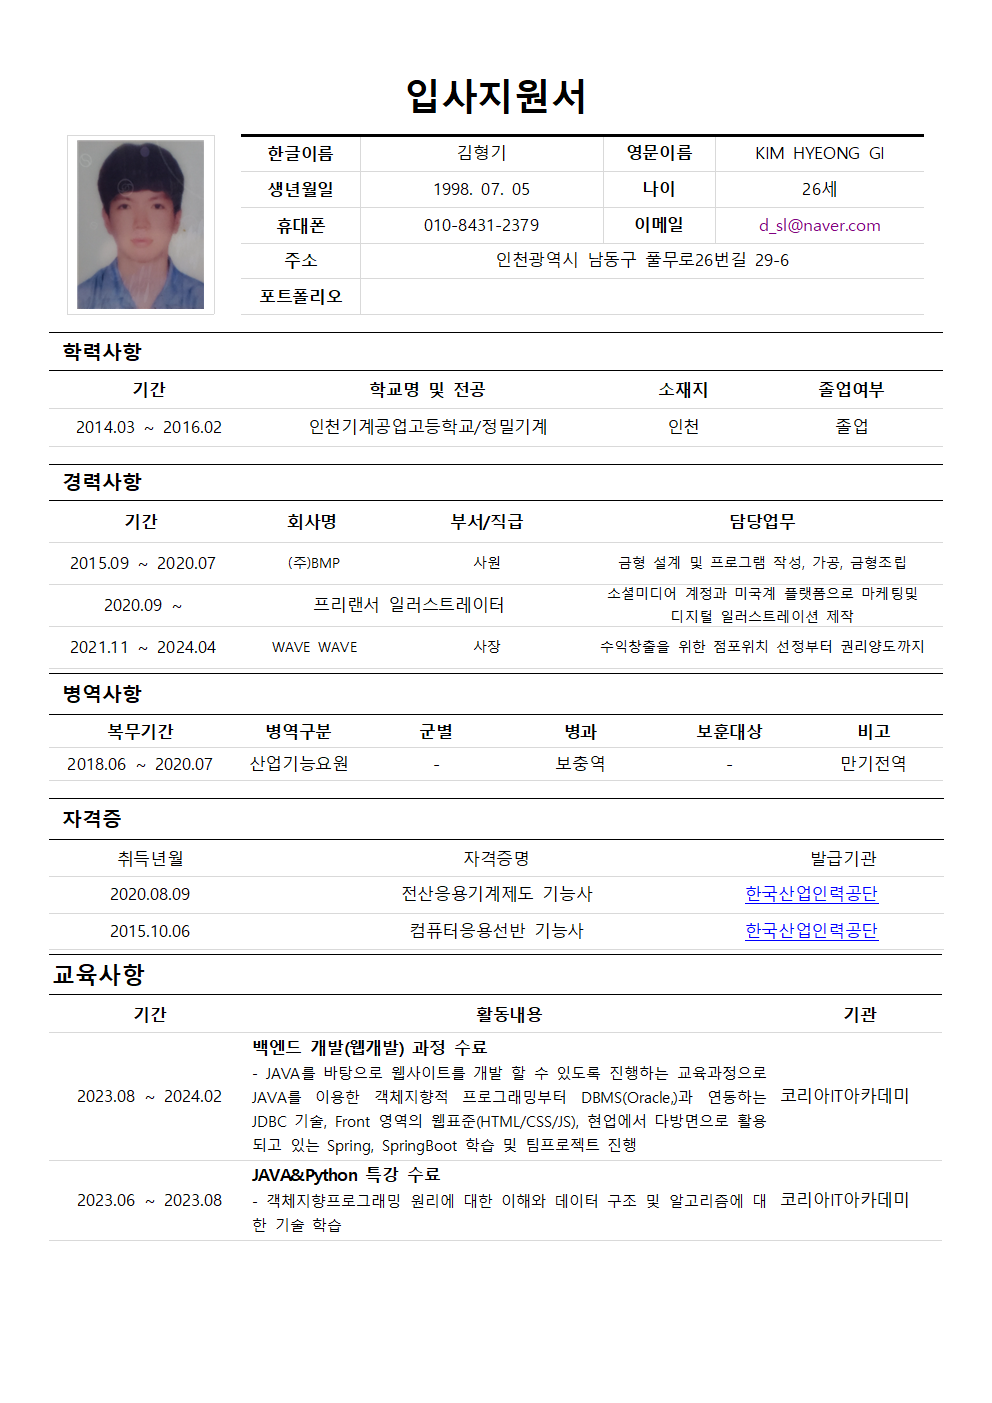 입사지원서
한글이름 김형기 영문이름 KIM HYEONG GI
생년월일 1998. 07. 05 나이 26세
휴대폰 010-8431-2379 이메일 d_sl@naver.com
주소 인천광역시 남동구 풀무로26번길 29-6
포트폴리오
학력사항
기간 학교명 및 전공 소재지 졸업여부
2014.03 ~ 2016.02 인천기계공업고등학교/정밀기계 인천 졸업
경력사항
기간 회사명 부서/직급 담당업무
2015.09 ~ 2020.07 (주)BMP 사원 금형 설계 및 프로그램 작성, 가공, 금형조립
2020.09 ~ 프리랜서 일러스트레이터 소셜미디어 계정과 미국계 플랫폼으로 마케팅및
디지털 일러스트레이션 제작
2021.11 ~ 2024.04 WAVE WAVE 사장 수익창출을 위한 점포위치 선정부터 권리양도까지
병역사항
복무기간 병역구분 군별 병과 보훈대상 비고
2018.06 ~ 2020.07 산업기능요원 - 보충역 - 만기전역
자격증
취득년월 자격증명 발급기관
2020.08.09 전산응용기계제도 기능사 한국산업인력공단
2015.10.06 컴퓨터응용선반 기능사 한국산업인력공단
교육사항
기간 활동내용 기관
백엔드 개발(웹개발) 과정 수료
- JAVA를 바탕으로 웹사이트를 개발 할 수 있도록 진행하는 교육과정으로
2023.08 ~ 2024.02 JAVA를 이용한 객체지향적 프로그래밍부터 DBMS(Oracle,)과 연동하는 코리아IT아카데미
JDBC 기술, Front 영역의 웹표준(HTML/CSS/JS), 현업에서 다방면으로 활용
되고 있는 Spring, SpringBoot 학습 및 팀프로젝트 진행
JAVA&Python 특강 수료
2023.06 ~ 2023.08 - 객체지향프로그래밍 원리에 대한 이해와 데이터 구조 및 알고리즘에 대 코리아IT아카데미
한 기술 학습